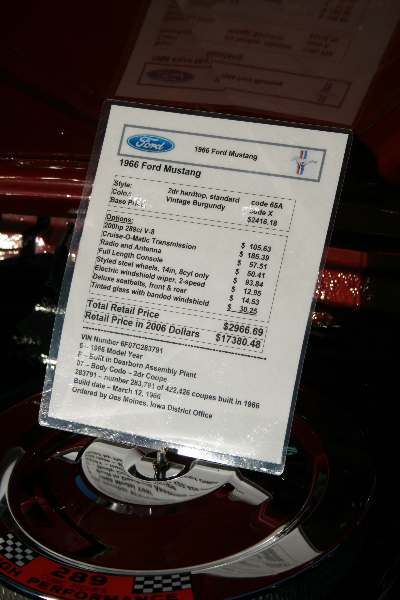 Ford
1966 Ford Mustang
1966 Ford Mustang
Style: 2dr hardtop, standard code 65A
Color: Vintage Burgundy code X
Base Price $2416.18
Options:
200hp 289ci V-8 $ 105.63
Cruise-O-Matic Transmission $ 185.39
Radio and Antenna $ 57.51
Full Length Console $ 50.41
Styled steel wheels, 14in, 8cyl only $ 93.84
Electric windshield wiper, 2-speed $ 12.95
Deluxe seatbelts, front & rear $ 14.53
Tinted glass with banded windshield $ 30.25
Total Retail Price $2966.69
Retail Price in 2006 Dollars $17380.48
VIN Number 6F07C283791
6 - 1966 Model Year
F - Built in Dearborn Assembly Plant
07 - Body Code - 2dr Coupe
283791 - number 283,791 of 422,426 coupes built in 1966
Build date - March 12, 1966
Ordered by Des Moines, Iowa District Office
289
HIGH PERFORMANCE